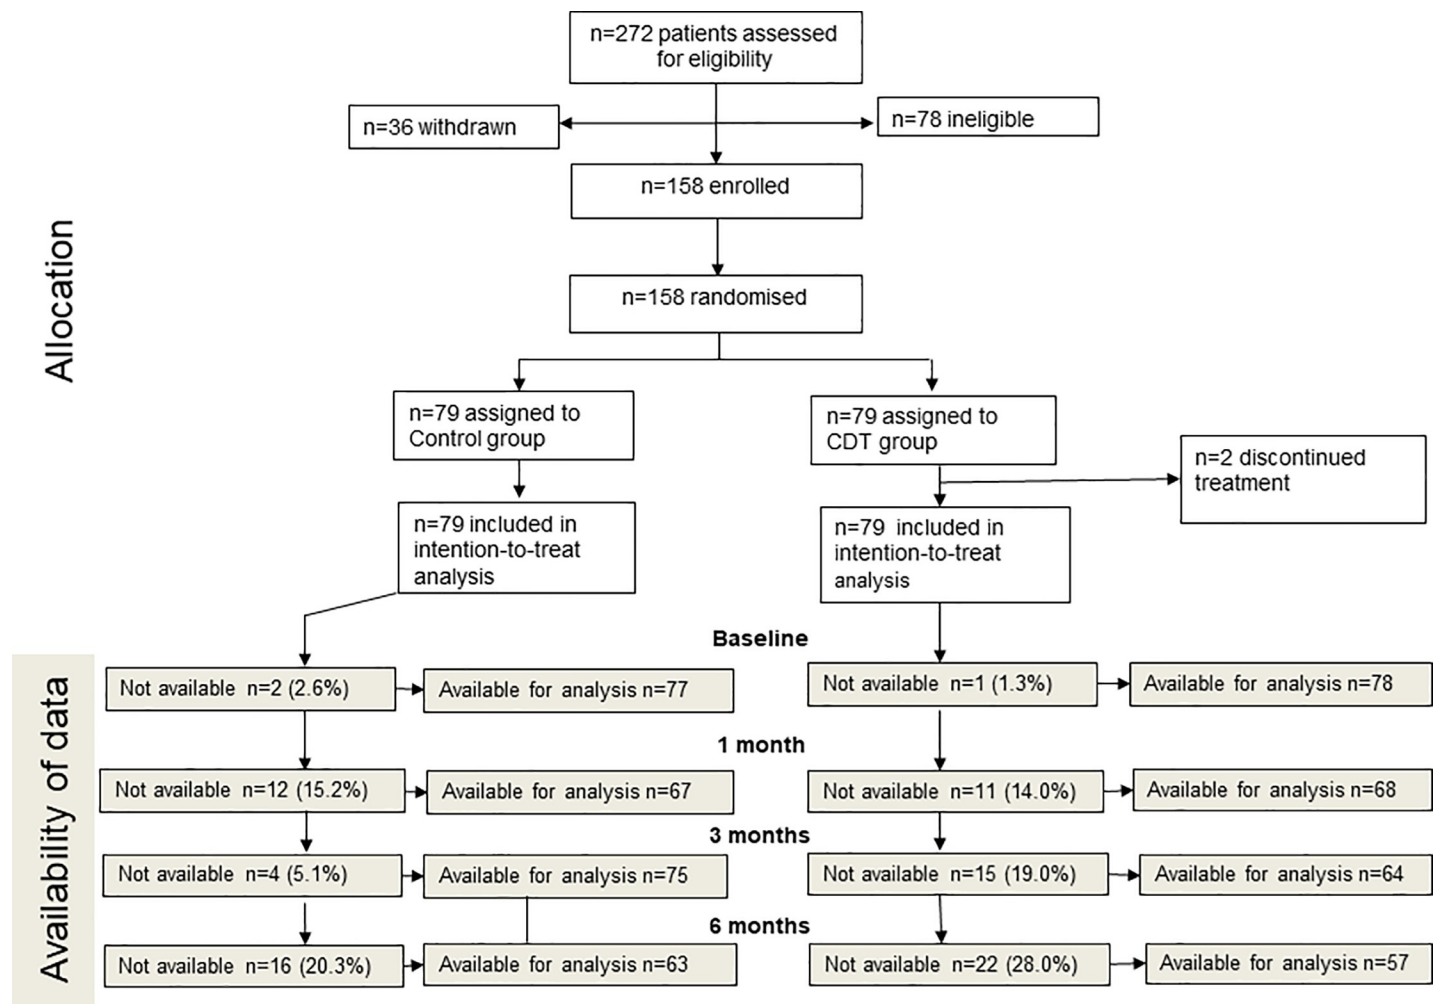 n=272 patients assessed
for eligibility
n=36 withdrawn
n=78 ineligible
n=158 enrolled
Allocation
n=158 randomised
n=79 assigned to
Control group
n=79 assigned to
CDT group
n=2 discontinued
treatment
n=79 included in
intention-to-treat
analysis
n=79 included in
intention-to-treat
analysis
Availability of data
Baseline
Not available n=2 (2.6%)
Available for analysis n=77
Not available n=1 (1.3%)
Available for analysis n=78
1 month
Not available n=12 (15.2%)
Available for analysis n=67
Not available n=11 (14.0%)
Available for analysis n=68
3 months
Not available n=4 (5.1%)
Available for analysis n=75
Not available n=15 (19.0%)
Available for analysis n=64
6 months
Not available n=16 (20.3%)
Available for analysis n=63
Not available n=22 (28.0%)
Available for analysis n=57